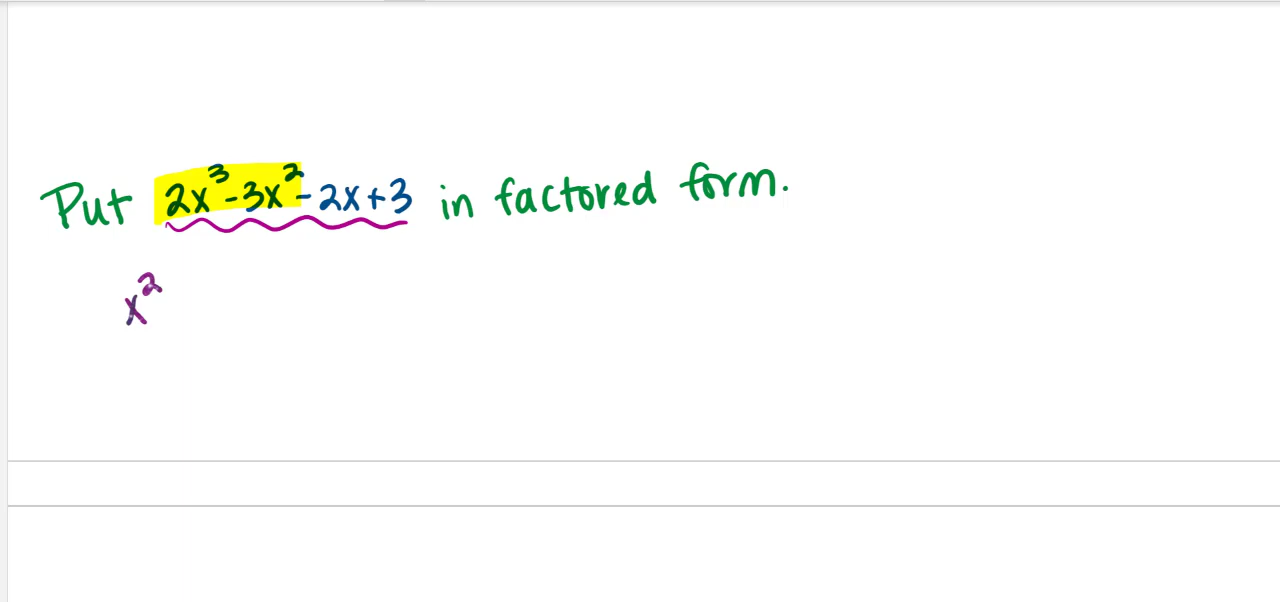 Put 2x³-3x²-2x+3 in factored form.
x²